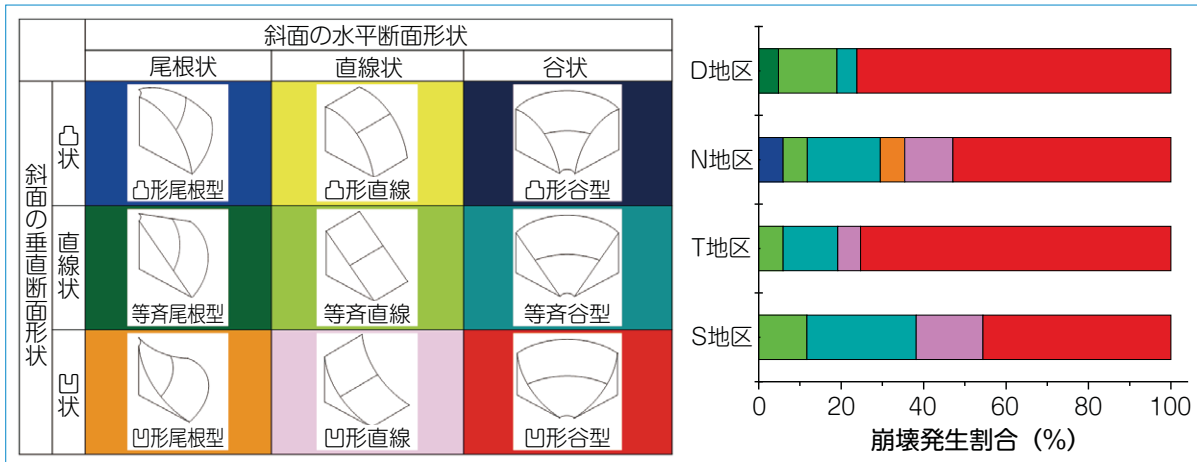 斜面の水平断面形状
尾根状 直線状 谷状
斜面の垂直断面形状
凸状
凸形尾根型 凸形直線 凸形谷型
直線状
等斉尾根型 等斉直線 等斉谷型
凹状
凹形尾根型 凹形直線 凹形谷型
D地区
N地区
T地区
S地区
0 20 40 60 80 100
崩壊発生割合（%）